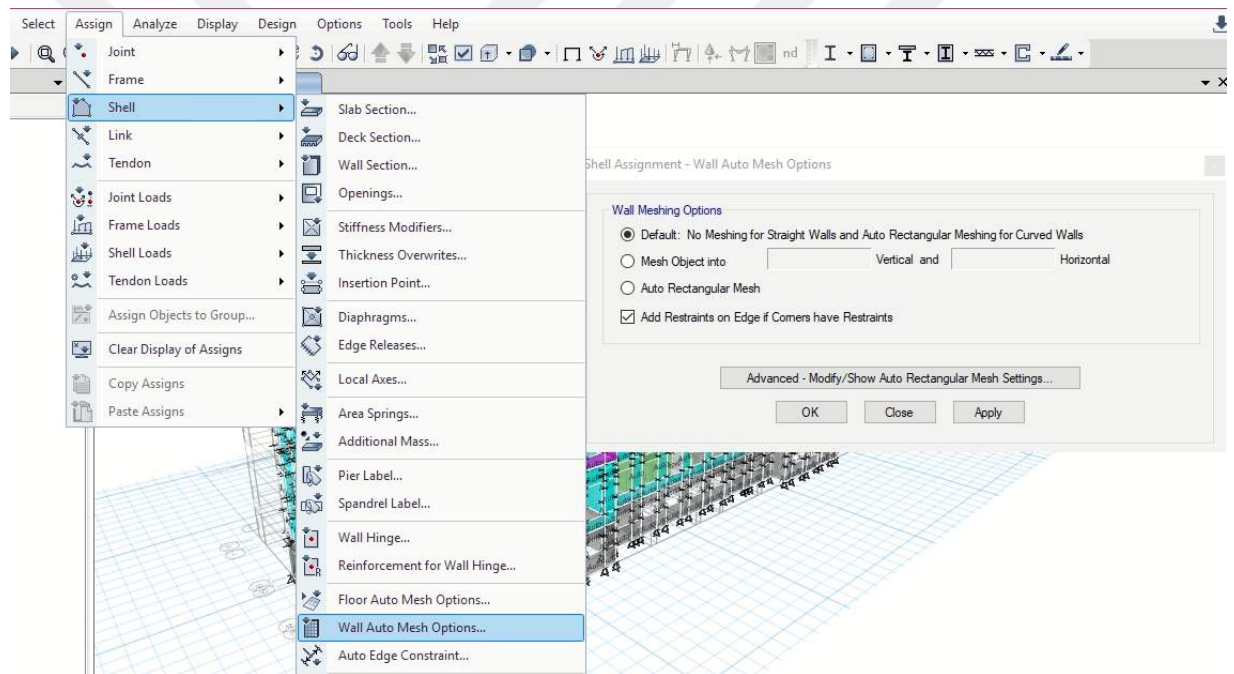 Select Assign Analyze Display Design Options Tools Help
nd
Joint
Frame
Shell
Link
Tendon
Joint Loads
Frame Loads
Shell Loads
Tendon Loads
Assign Objects to Group...
Clear Display of Assigns
Copy Assigns
Paste Assigns
Slab Section...
Deck Section...
Wall Section...
Openings...
Stiffness Modifiers...
Thickness Overwrites...
Insertion Point...
Diaphragms...
Edge Releases...
Local Axes...
Area Springs...
Additional Mass...
Pier Label...
Spandrel Label...
Wall Hinge...
Reinforcement for Wall Hinge...
Floor Auto Mesh Options...
Wall Auto Mesh Options...
Auto Edge Constraint...
Shell Assignment - Wall Auto Mesh Options
Wall Meshing Options
Default: No Meshing for Straight Walls and Auto Rectangular Meshing for Curved Walls
Mesh Object into Vertical and Horizontal
Auto Rectangular Mesh
Add Restraints on Edge if Corners have Restraints
Advanced - Modify/Show Auto Rectangular Mesh Settings...
OK Close Apply